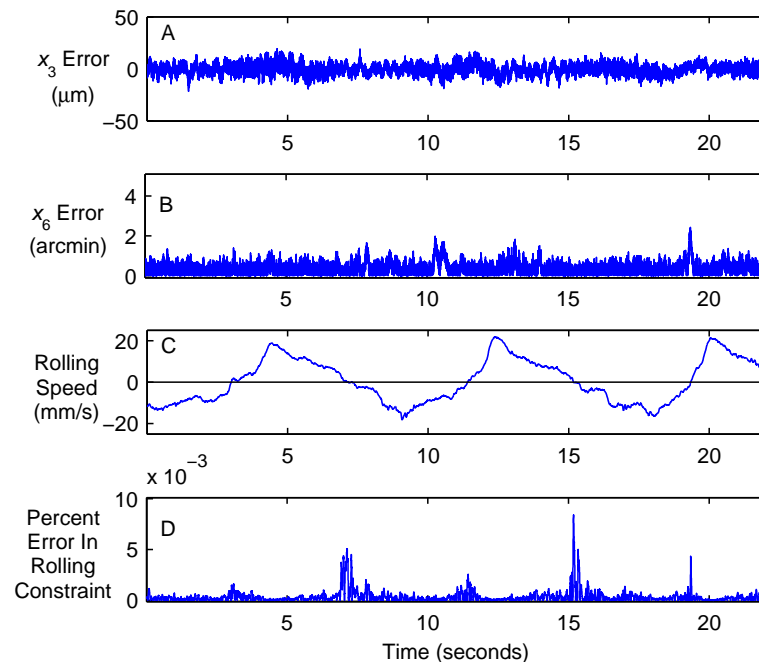 50
A
x3 Error
0
(μm)
−50
5 10 15 20
4
B
x6 Error
2
(arcmin)
0
5 10 15 20
20
C
Rolling
Speed
0
(mm/s)
−20
5 10 15 20
x 10−3
10
D
Percent
Error In
5
Rolling
Constraint
0
5 10 15 20
Time (seconds)